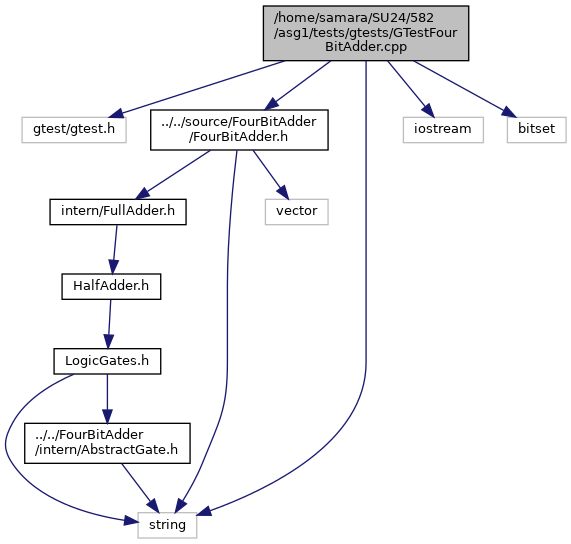 /home/samara/SU24/582
/asg1/tests/gtests/GTestFour
BitAdder.cpp
gtest/gtest.h
../../source/FourBitAdder
/FourBitAdder.h
iostream
bitset
intern/FullAdder.h
vector
HalfAdder.h
LogicGates.h
../../FourBitAdder
/intern/AbstractGate.h
string